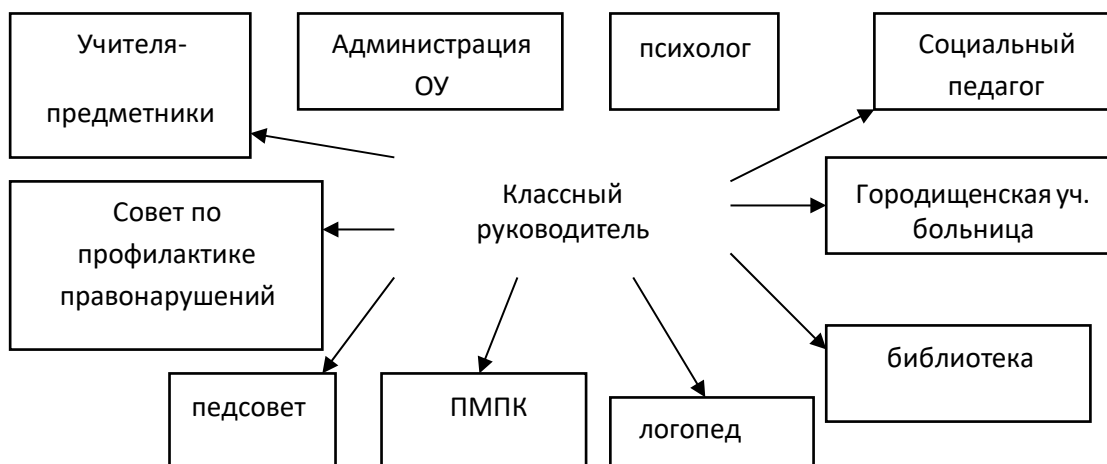 Учителя-
предметники
Администрация
ОУ
психолог
Социальный
педагог
Классный
руководитель
Городищенская уч.
больница
Совет по
профилактике
правонарушений
библиотека
педсовет
ПМПК
логопед